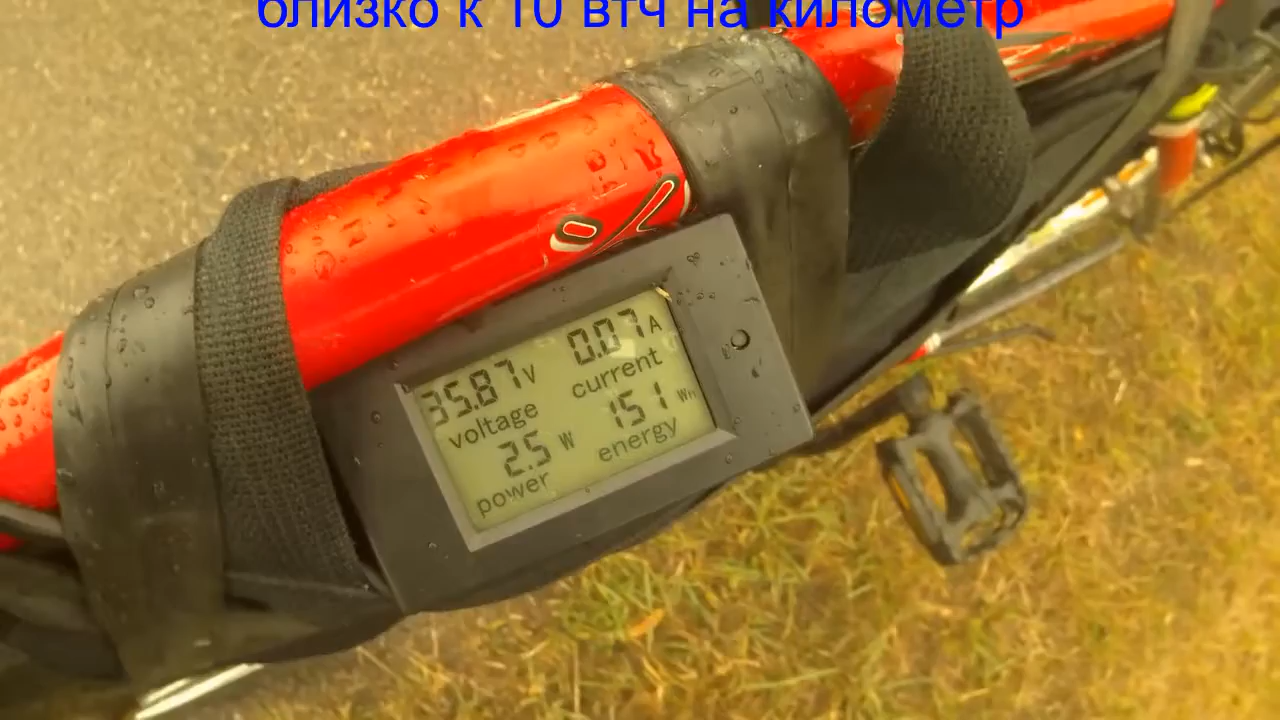 близко к 10 втч на километр
35.87 V
voltage
0.07 A
current
2.5 W
power
151 Wh
energy